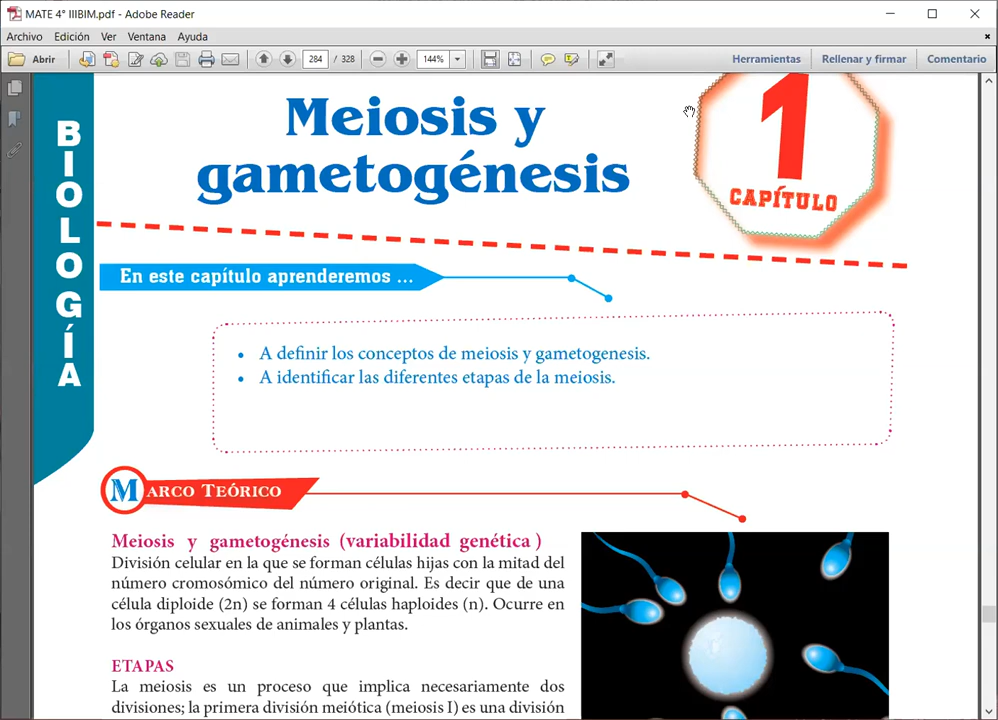 MATE 4° IIIBIM.pdf - Adobe Reader
Archivo Edición Ver Ventana Ayuda
Abrir 284 / 328 144% Herramientas Rellenar y firmar Comentario
BIOLOGÍA
Meiosis y
gametogénesis
1
CAPÍTULO
En este capítulo aprenderemos ...
• A definir los conceptos de meiosis y gametogenesis.
• A identificar las diferentes etapas de la meiosis.
MARCO TEÓRICO
Meiosis y gametogénesis (variabilidad genética )
División celular en la que se forman células hijas con la mitad del
número cromosómico del número original. Es decir que de una
célula diploide (2n) se forman 4 células haploides (n). Ocurre en
los órganos sexuales de animales y plantas.
ETAPAS
La meiosis es un proceso que implica necesariamente dos
divisiones; la primera división meiótica (meiosis I) es una división